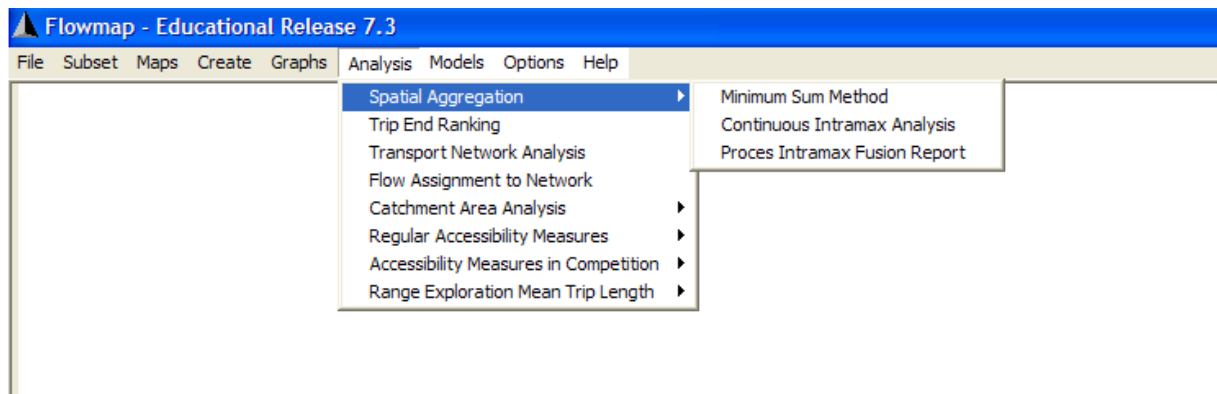 Flowmap - Educational Release 7.3
File Subset Maps Create Graphs Analysis Models Options Help
Spatial Aggregation
Trip End Ranking
Transport Network Analysis
Flow Assignment to Network
Catchment Area Analysis
Regular Accessibility Measures
Accessibility Measures in Competition
Range Exploration Mean Trip Length
Minimum Sum Method
Continuous Intramax Analysis
Proces Intramax Fusion Report